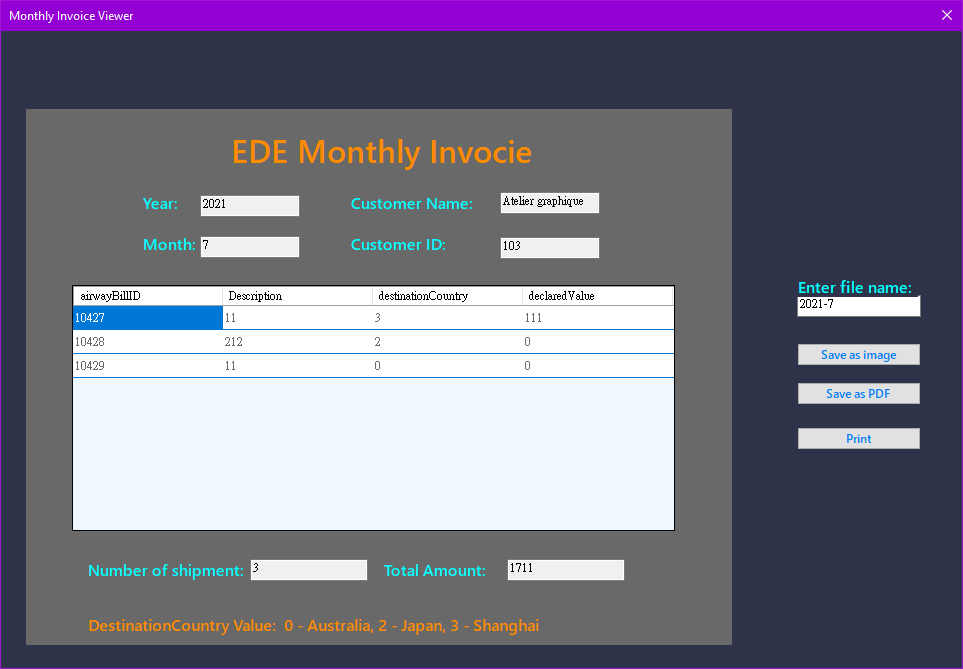 Monthly Invoice Viewer
EDE Monthly Invocie
Year: 2021 Customer Name: Atelier graphique
Month: 7 Customer ID: 103
airwayBillID Description destinationCountry declaredValue
10427 11 3 111
10428 212 2 0
10429 11 0 0
Number of shipment: 3 Total Amount: 1711
DestinationCountry Value: 0 - Australia, 2 - Japan, 3 - Shanghai
Enter file name:
2021-7
Save as image
Save as PDF
Print